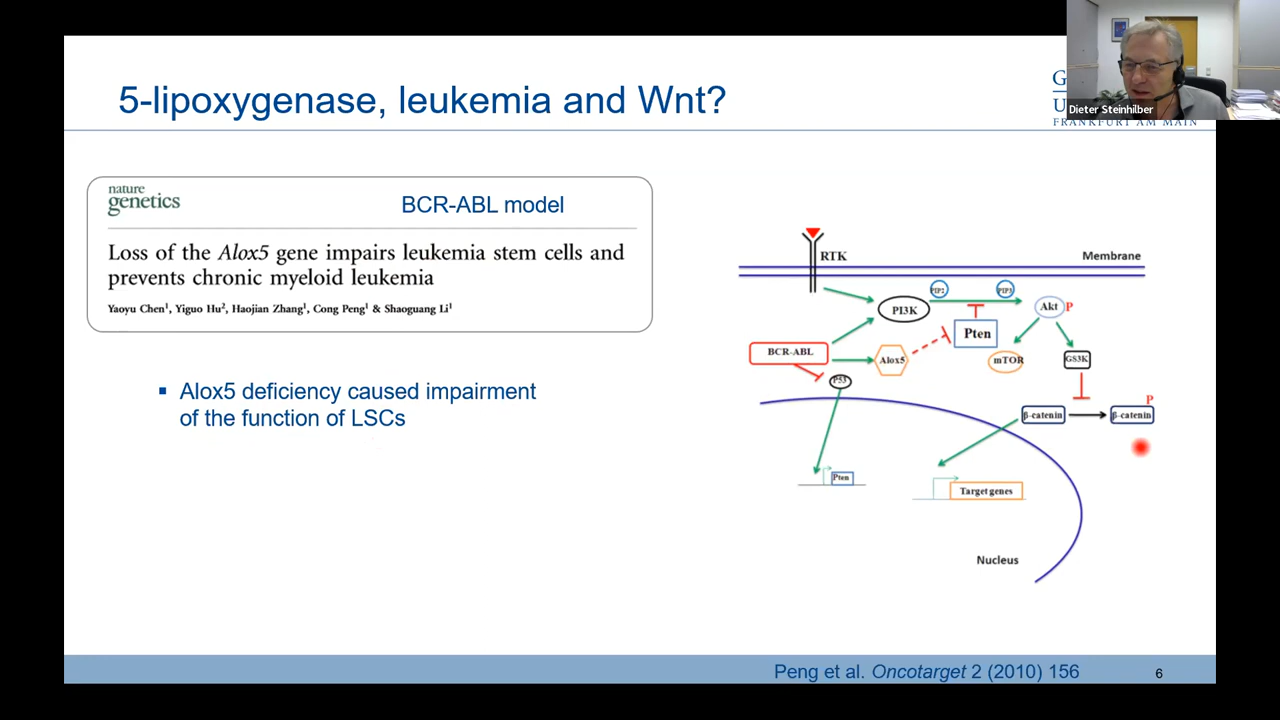 5-lipoxygenase, leukemia and Wnt?
Dieter Steinhilber
FRANKFURT AM MAIN
nature
genetics
BCR-ABL model
Loss of the Alox5 gene impairs leukemia stem cells and
prevents chronic myeloid leukemia
Yaoyu Chen1, Yiguo Hu2, Haojian Zhang1, Cong Peng1 & Shaoguang Li1
▪ Alox5 deficiency caused impairment
of the function of LSCs
RTK
Membrane
PIP2
PIP3
PI3K
Akt
P
Pten
BCR-ABL
Alox5
mTOR
GS3K
P53
P
β-catenin
β-catenin
Pten
Target genes
Nucleus
Peng et al. Oncotarget 2 (2010) 156
6